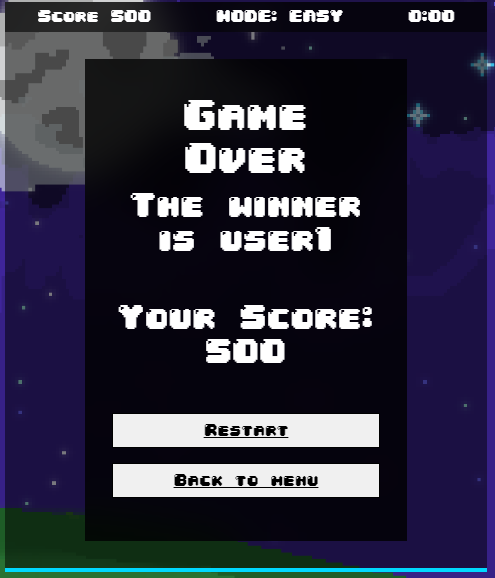 Score 500 MODE: EASY 0:00
Game
Over
The winner
is user1
Your Score:
500
Restart
Back to menu